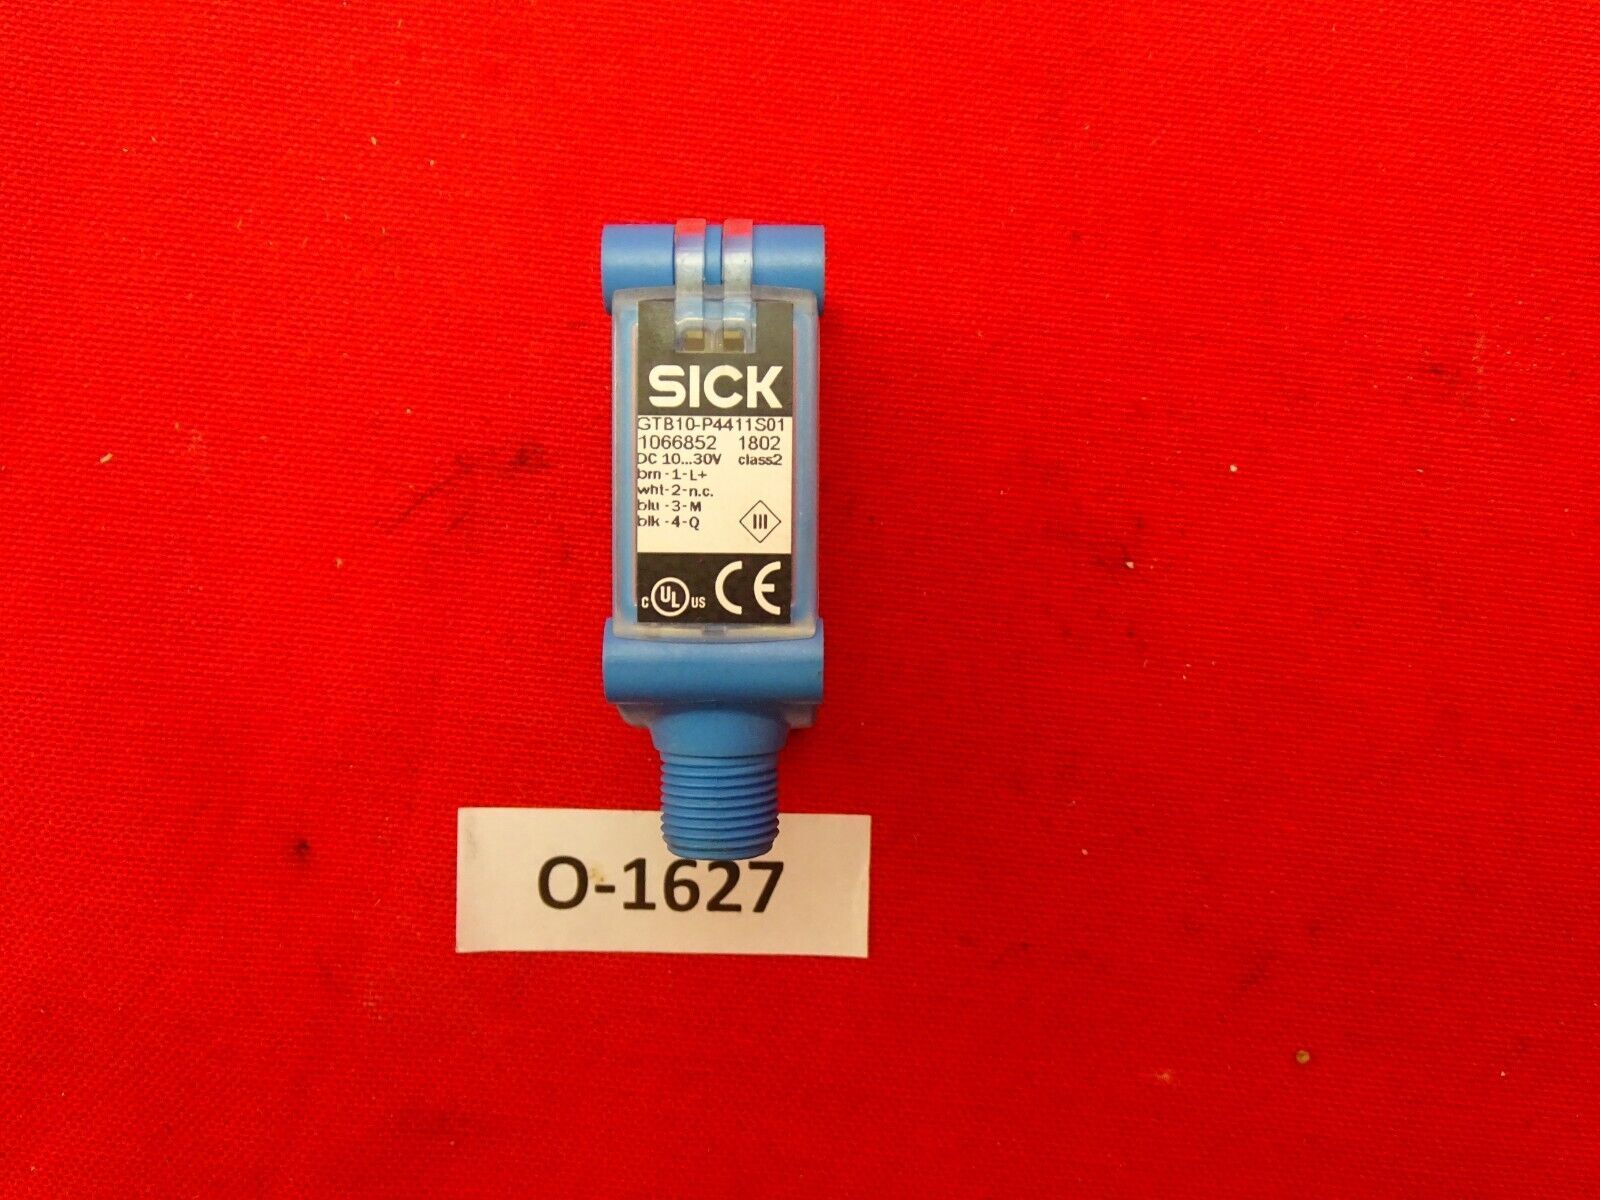 SICK
GTB10-P4411S01
1066852 1802
DC 10...30V class2
brn-1-L+
wht-2-n.c.
blu-3-M
blk-4-Q
III
C UL US CE
O-1627